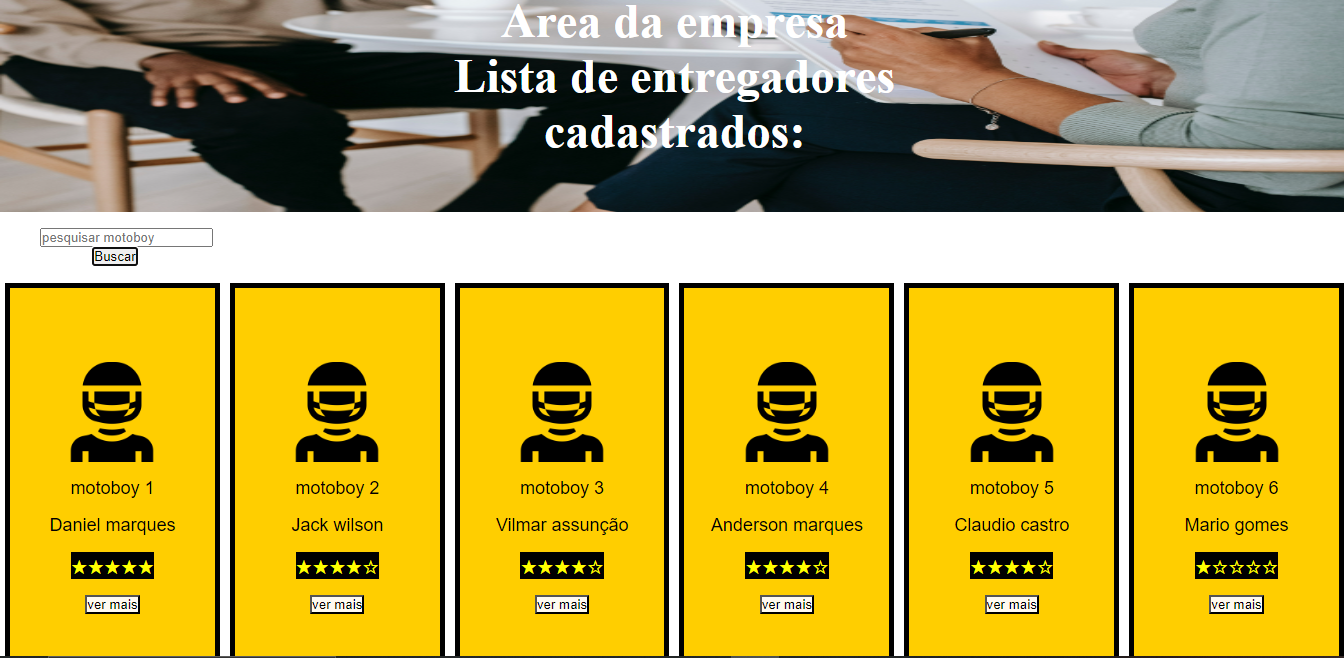 Area da empresa
Lista de entregadores
cadastrados:
pesquisar motoboy
Buscar
motoboy 1
Daniel marques
★★★★★
ver mais
motoboy 2
Jack wilson
★★★★☆
ver mais
motoboy 3
Vilmar assunção
★★★★☆
ver mais
motoboy 4
Anderson marques
★★★★☆
ver mais
motoboy 5
Claudio castro
★★★★☆
ver mais
motoboy 6
Mario gomes
★☆☆☆☆
ver mais